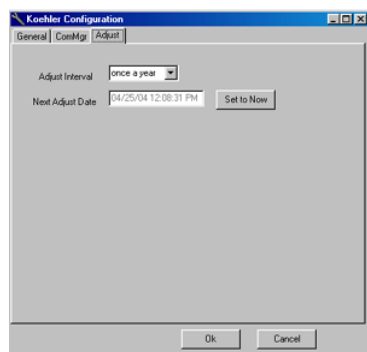 Koehler Configuration
General ComMgr Adjust
Adjust Interval once a year
Next Adjust Date 04/25/04 12:08:31 PM Set to Now
Ok Cancel